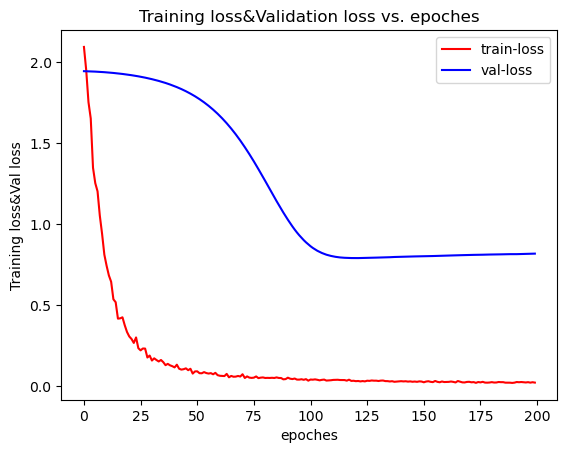 Training loss&Validation loss vs. epoches
train-loss
val-loss
Training loss&Val loss
2.0
1.5
1.0
0.5
0.0
0 25 50 75 100 125 150 175 200
epoches